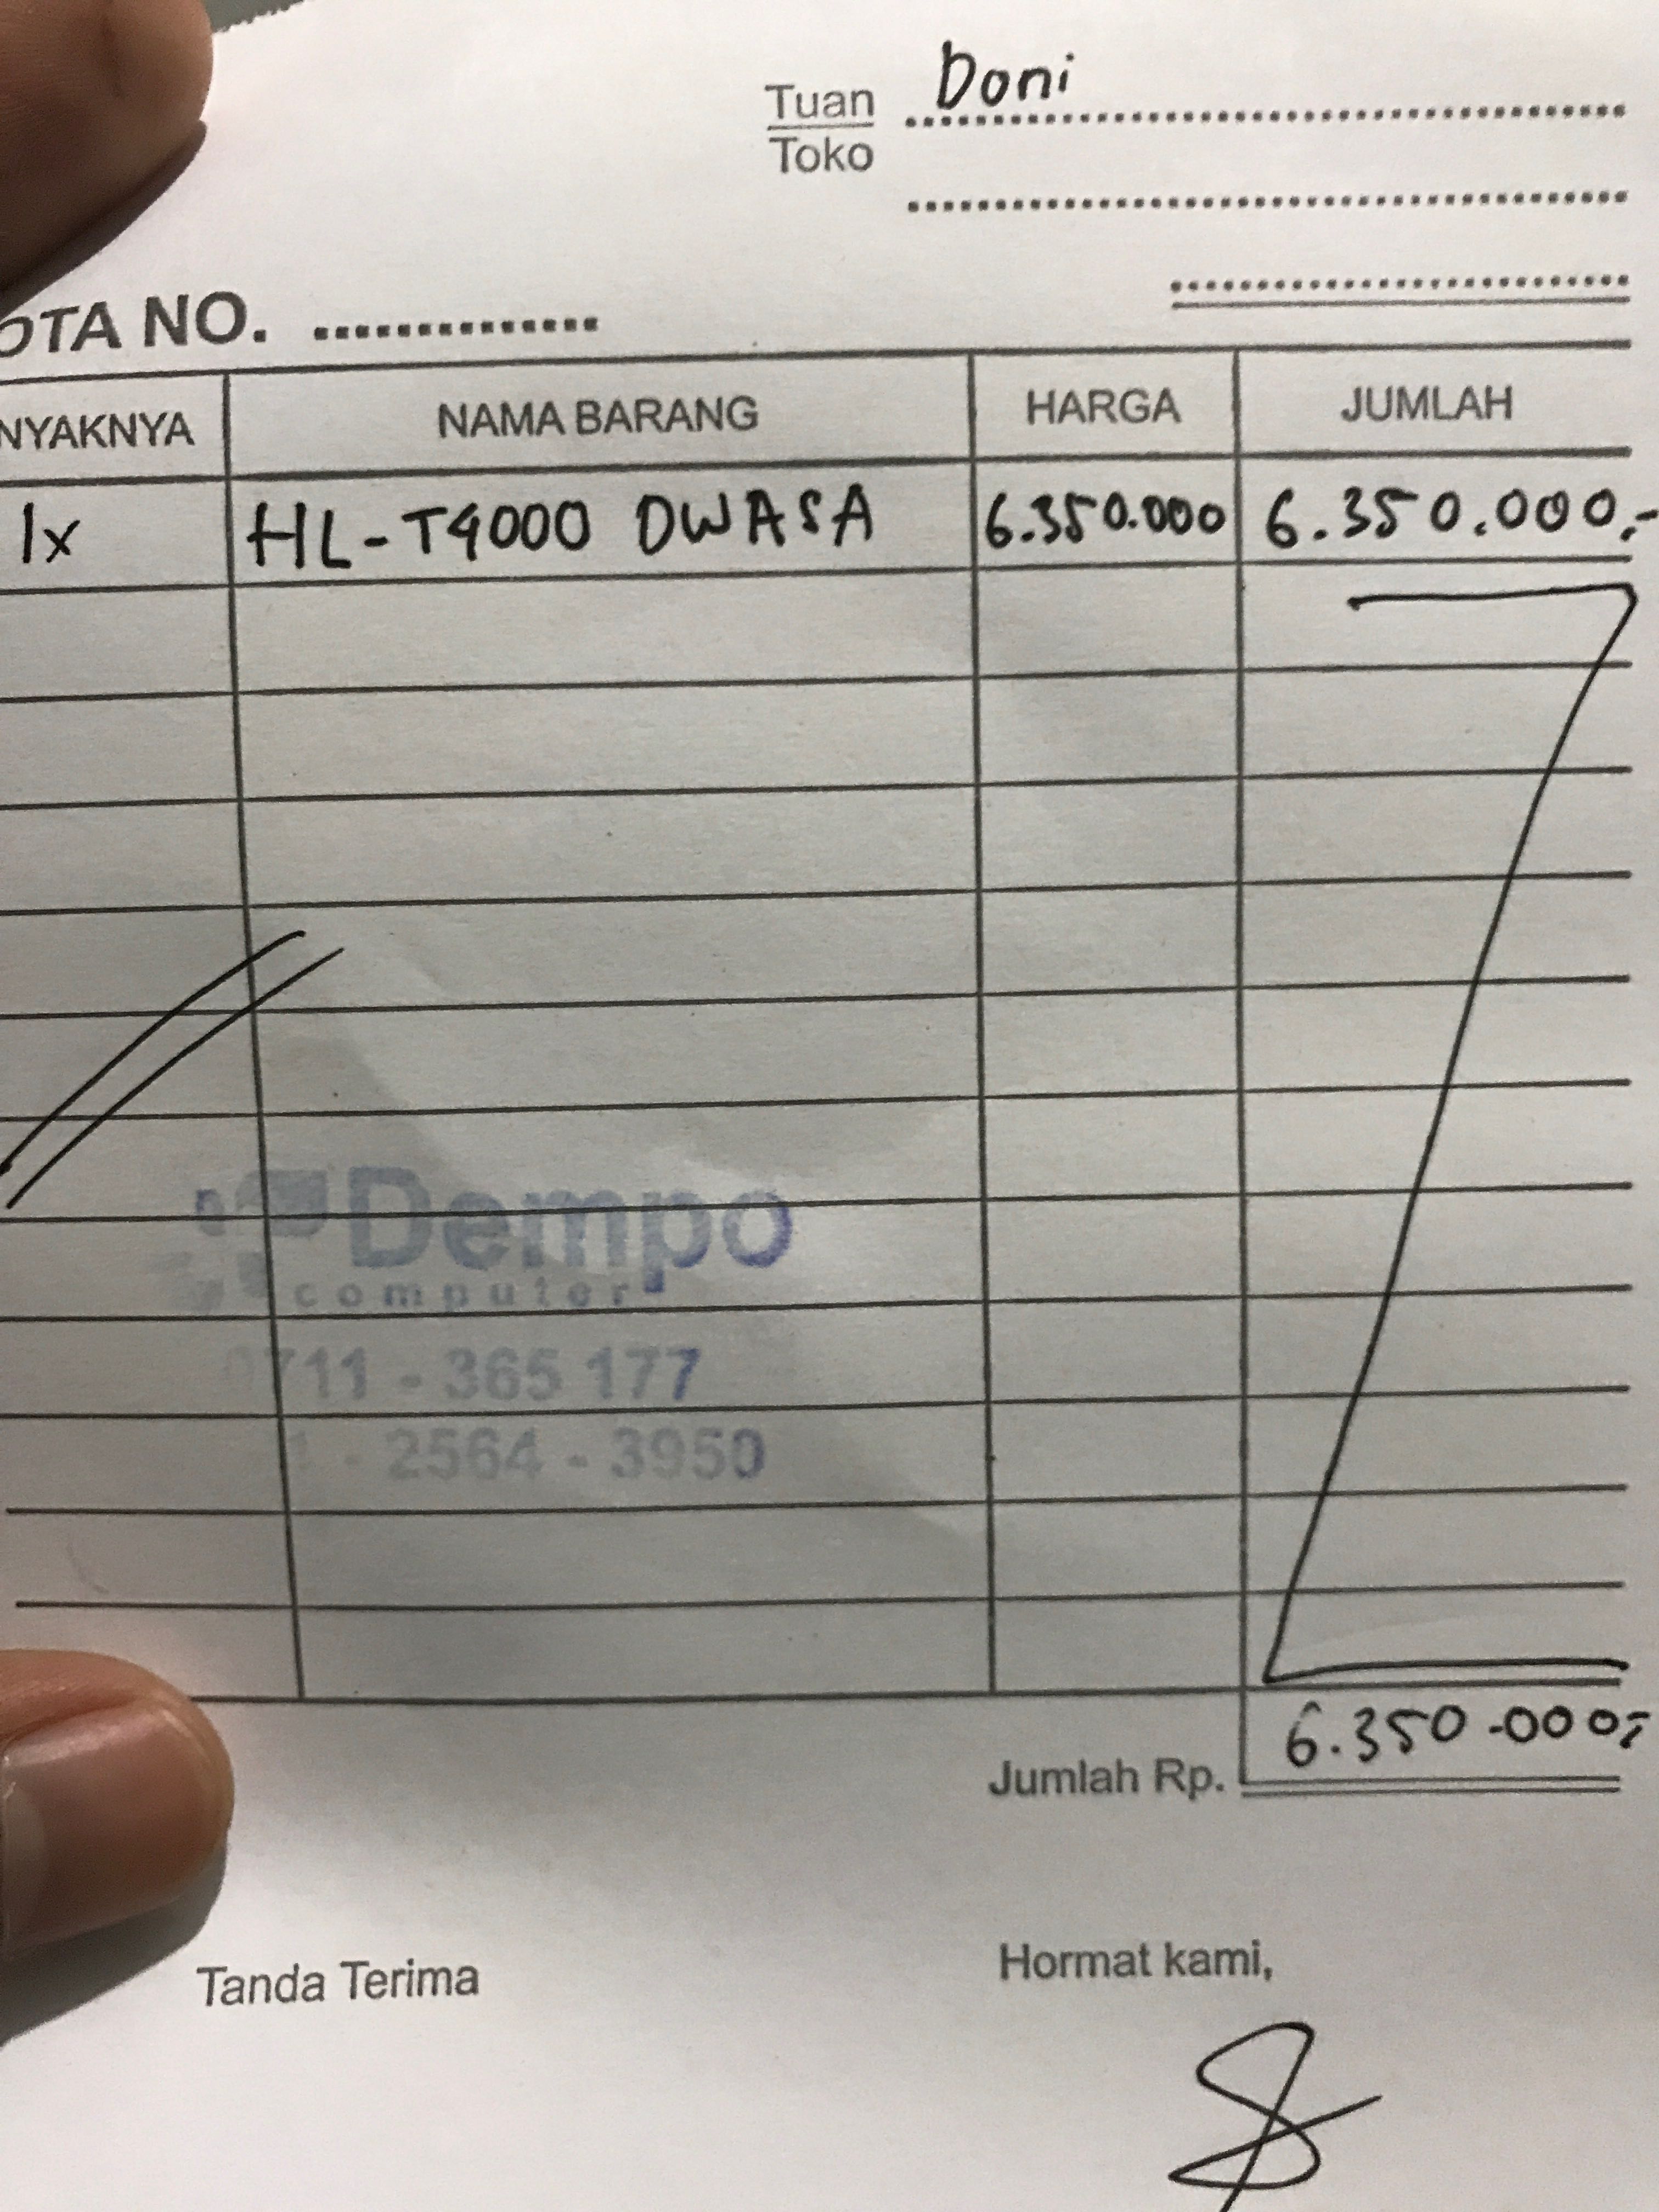 Tuan Doni
Toko
OTA NO.
NYAKNYA NAMA BARANG HARGA JUMLAH
1x HL-T4000 DWASA 6.350.000 6.350.000,-
Dempo
computer
0711 - 365 177
- 2564 - 3950
Jumlah Rp. 6.350.000,-
Tanda Terima Hormat kami,